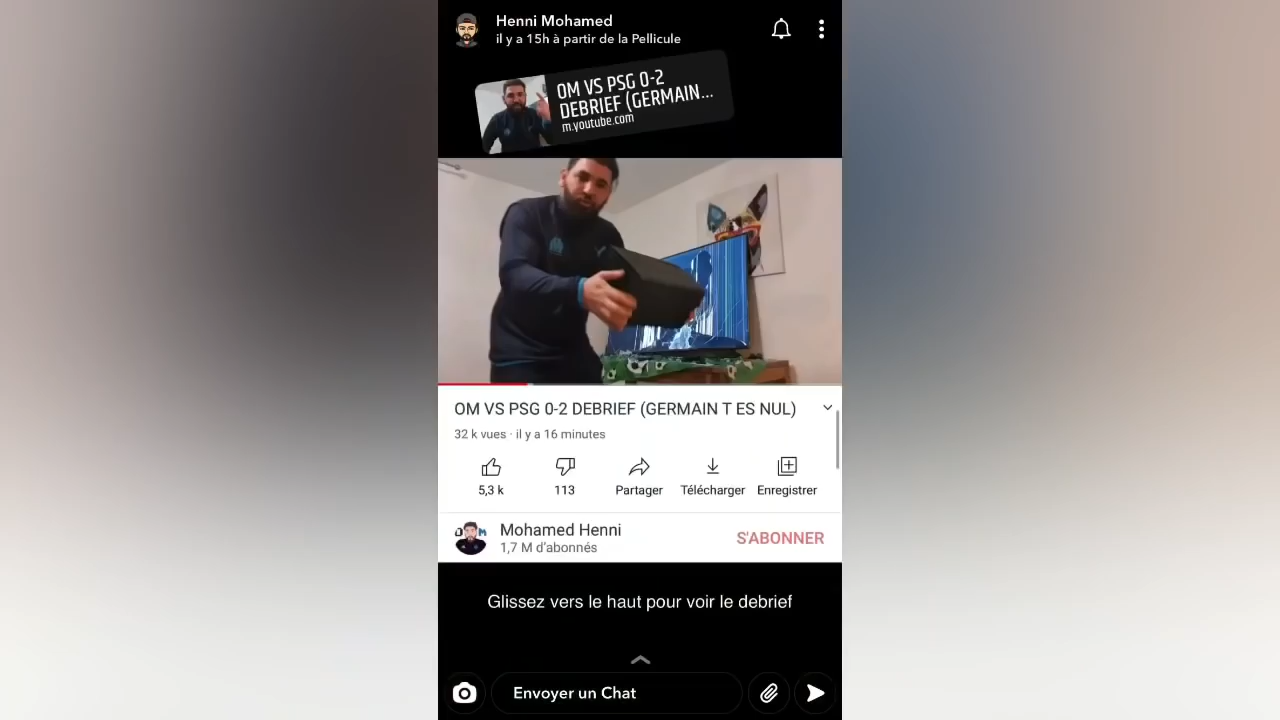 Henni Mohamed
il y a 15h à partir de la Pellicule
OM VS PSG 0-2
DEBRIEF (GERMAIN...
m.youtube.com
OM VS PSG 0-2 DEBRIEF (GERMAIN T ES NUL)
32 k vues · il y a 16 minutes
5,3 k
113
Partager
Télécharger
Enregistrer
Mohamed Henni
1,7 M d’abonnés
S'ABONNER
Glissez vers le haut pour voir le debrief
Envoyer un Chat